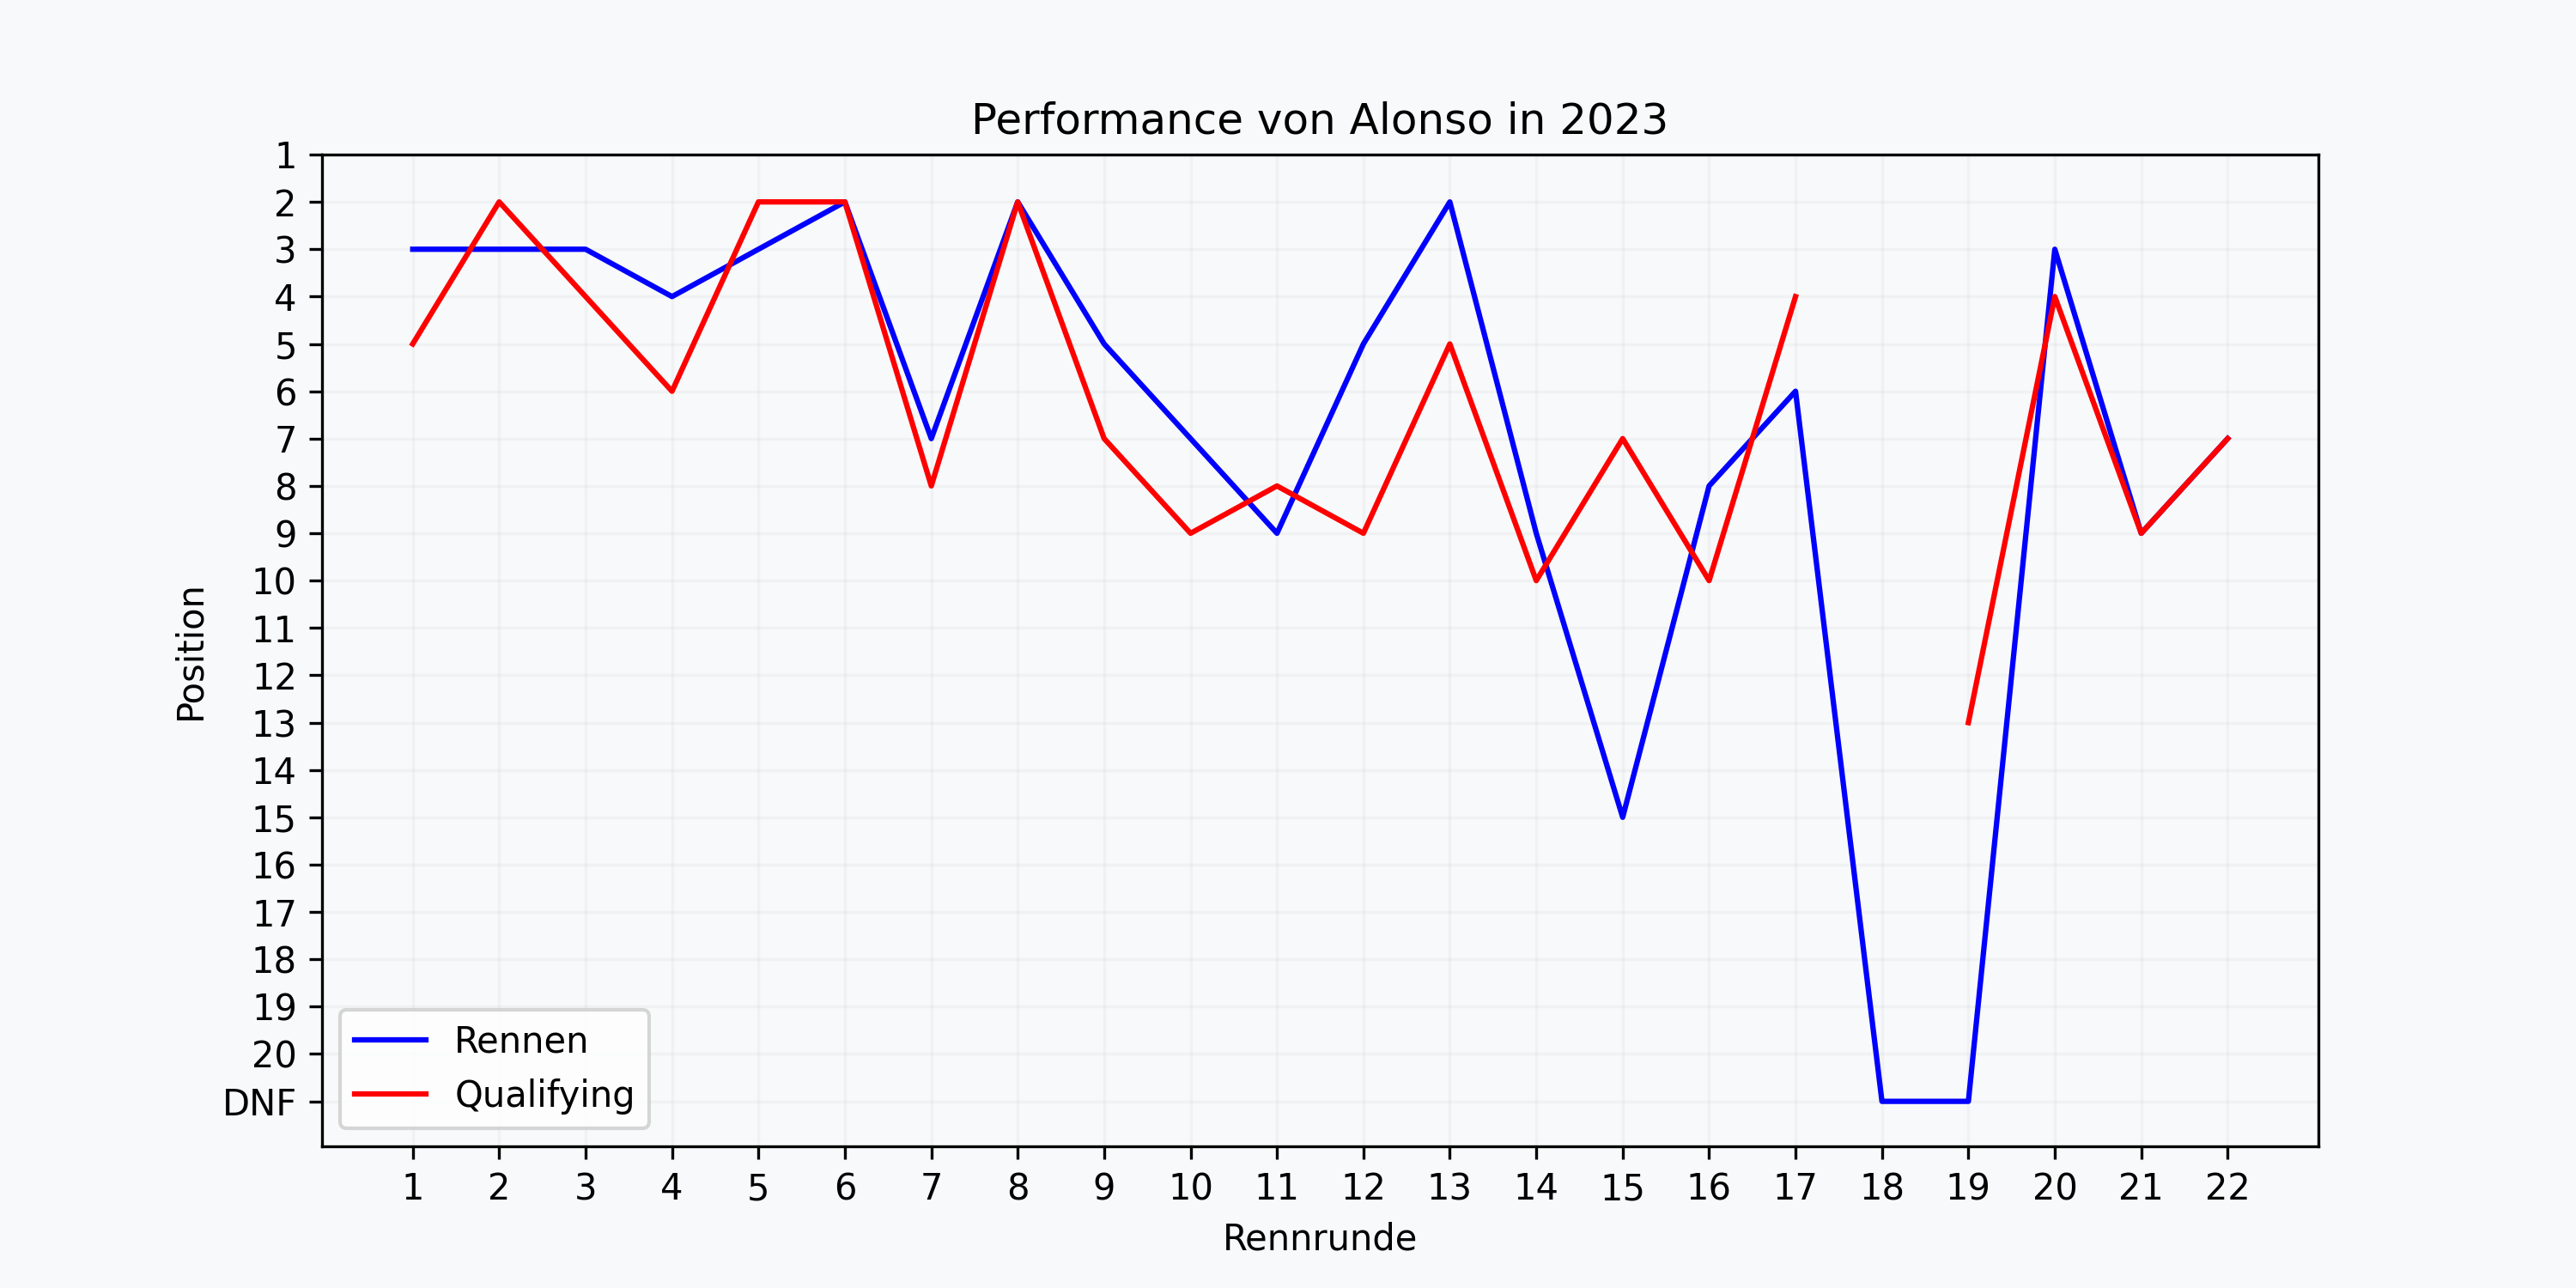 Performance von Alonso in 2023
1
2
3
4
5
6
7
8
9
10
11
12
13
14
15
16
17
18
19
20
DNF
Position
Rennen
Qualifying
1 2 3 4 5 6 7 8 9 10 11 12 13 14 15 16 17 18 19 20 21 22
Rennrunde